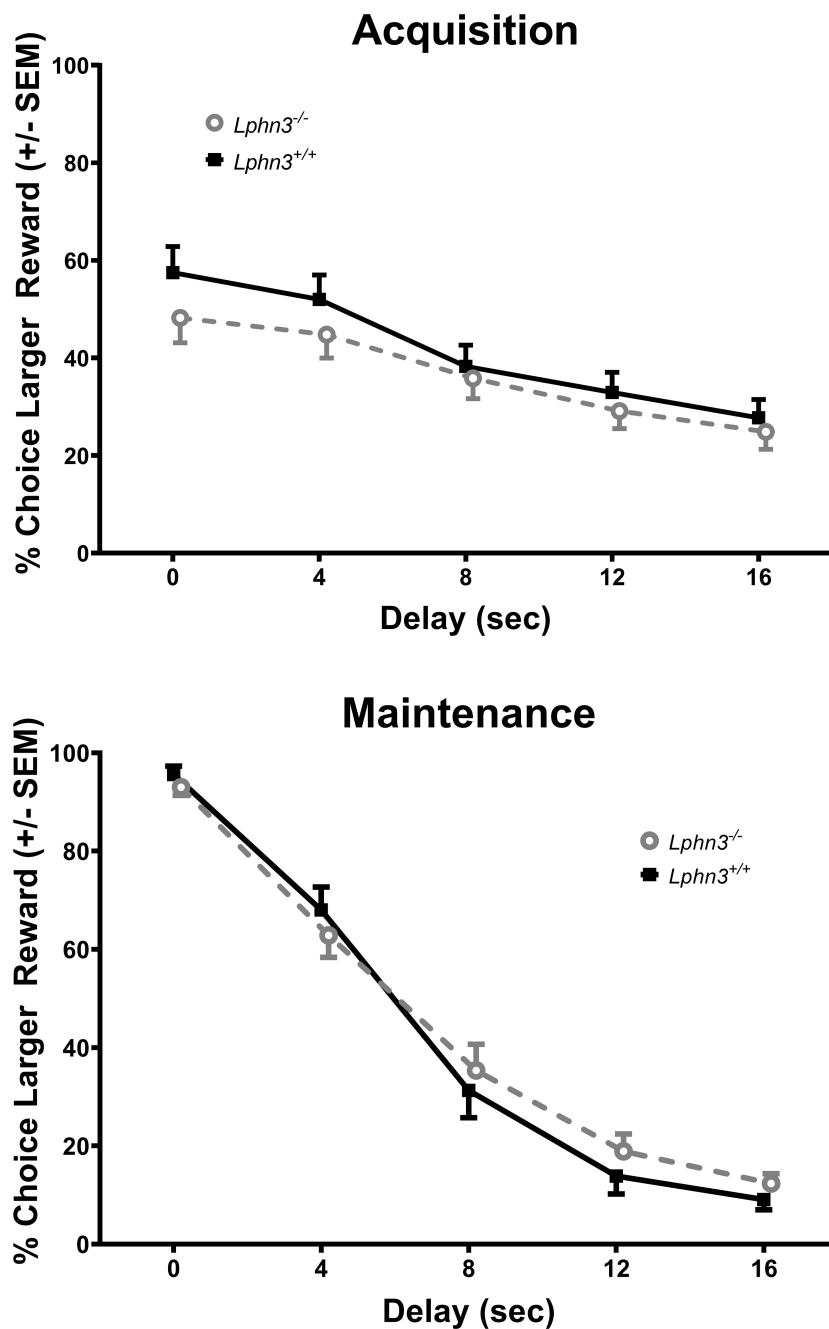 Acquisition
% Choice Larger Reward (+/- SEM)
100
80
60
40
20
0
Lphn3-/-
Lphn3+/+
0 4 8 12 16
Delay (sec)
Maintenance
% Choice Larger Reward (+/- SEM)
100
80
60
40
20
0
Lphn3-/-
Lphn3+/+
0 4 8 12 16
Delay (sec)